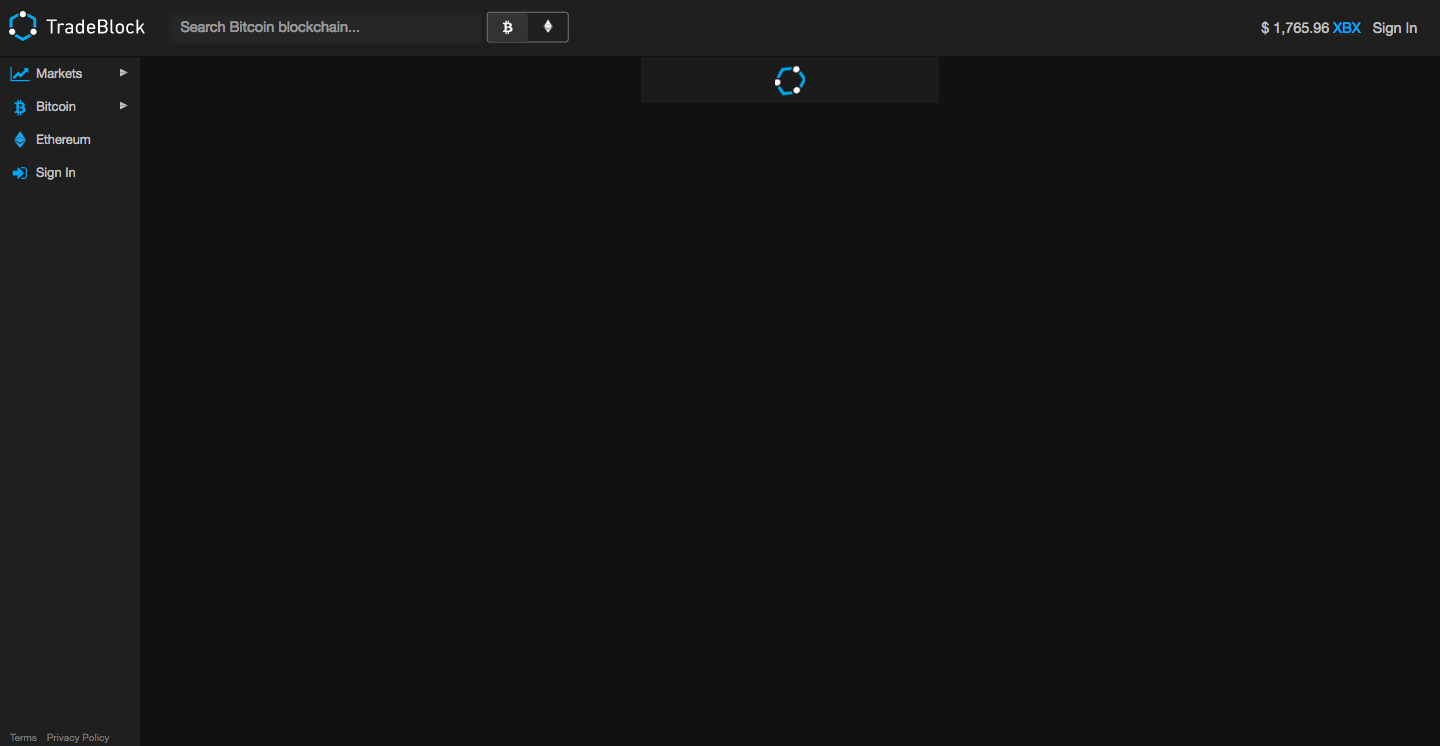 TradeBlock
Search Bitcoin blockchain...
$ 1,765.96 XBX Sign In
Markets
Bitcoin
Ethereum
Sign In
Terms Privacy Policy